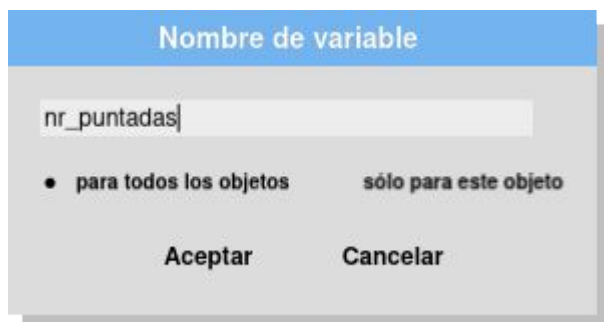 Nombre de variable
nr_puntadas
para todos los objetos sólo para este objeto
Aceptar Cancelar